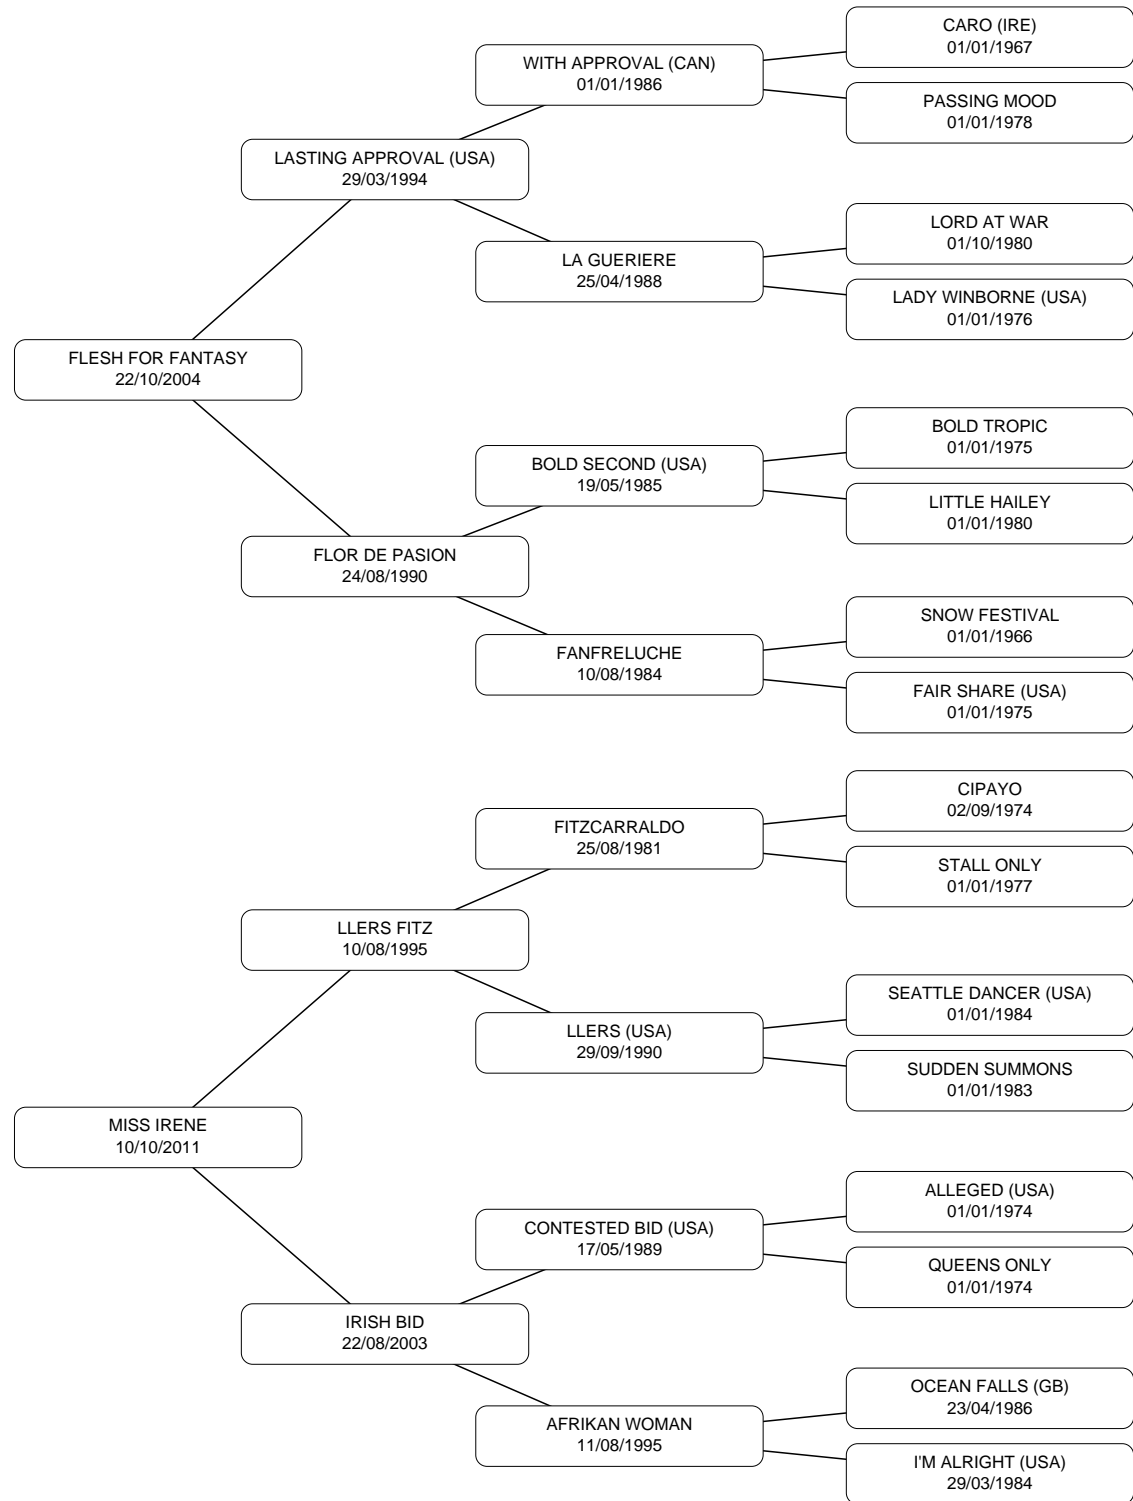 CARO (IRE)
01/01/1967
WITH APPROVAL (CAN)
01/01/1986
PASSING MOOD
01/01/1978
LASTING APPROVAL (USA)
29/03/1994
LORD AT WAR
01/10/1980
LA GUERIERE
25/04/1988
LADY WINBORNE (USA)
01/01/1976
FLESH FOR FANTASY
22/10/2004
BOLD TROPIC
01/01/1975
BOLD SECOND (USA)
19/05/1985
LITTLE HAILEY
01/01/1980
FLOR DE PASION
24/08/1990
SNOW FESTIVAL
01/01/1966
FANFRELUCHE
10/08/1984
FAIR SHARE (USA)
01/01/1975
CIPAYO
02/09/1974
FITZCARRALDO
25/08/1981
STALL ONLY
01/01/1977
LLERS FITZ
10/08/1995
SEATTLE DANCER (USA)
01/01/1984
LLERS (USA)
29/09/1990
SUDDEN SUMMONS
01/01/1983
MISS IRENE
10/10/2011
ALLEGED (USA)
01/01/1974
CONTESTED BID (USA)
17/05/1989
QUEENS ONLY
01/01/1974
IRISH BID
22/08/2003
OCEAN FALLS (GB)
23/04/1986
AFRIKAN WOMAN
11/08/1995
I'M ALRIGHT (USA)
29/03/1984